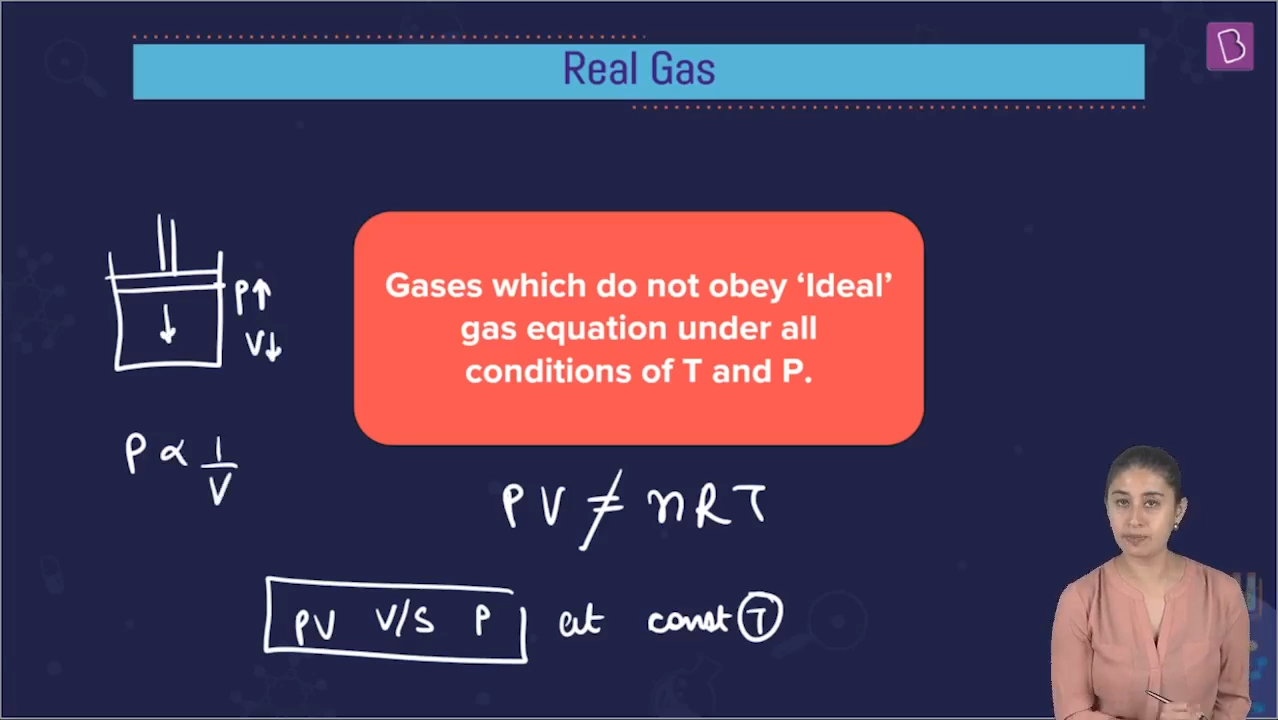 Real Gas
Gases which do not obey ‘Ideal’
gas equation under all
conditions of T and P.
P↑
V↓
P ∝ 1/V
PV ≠ nRT
PV V/S P at const T
B